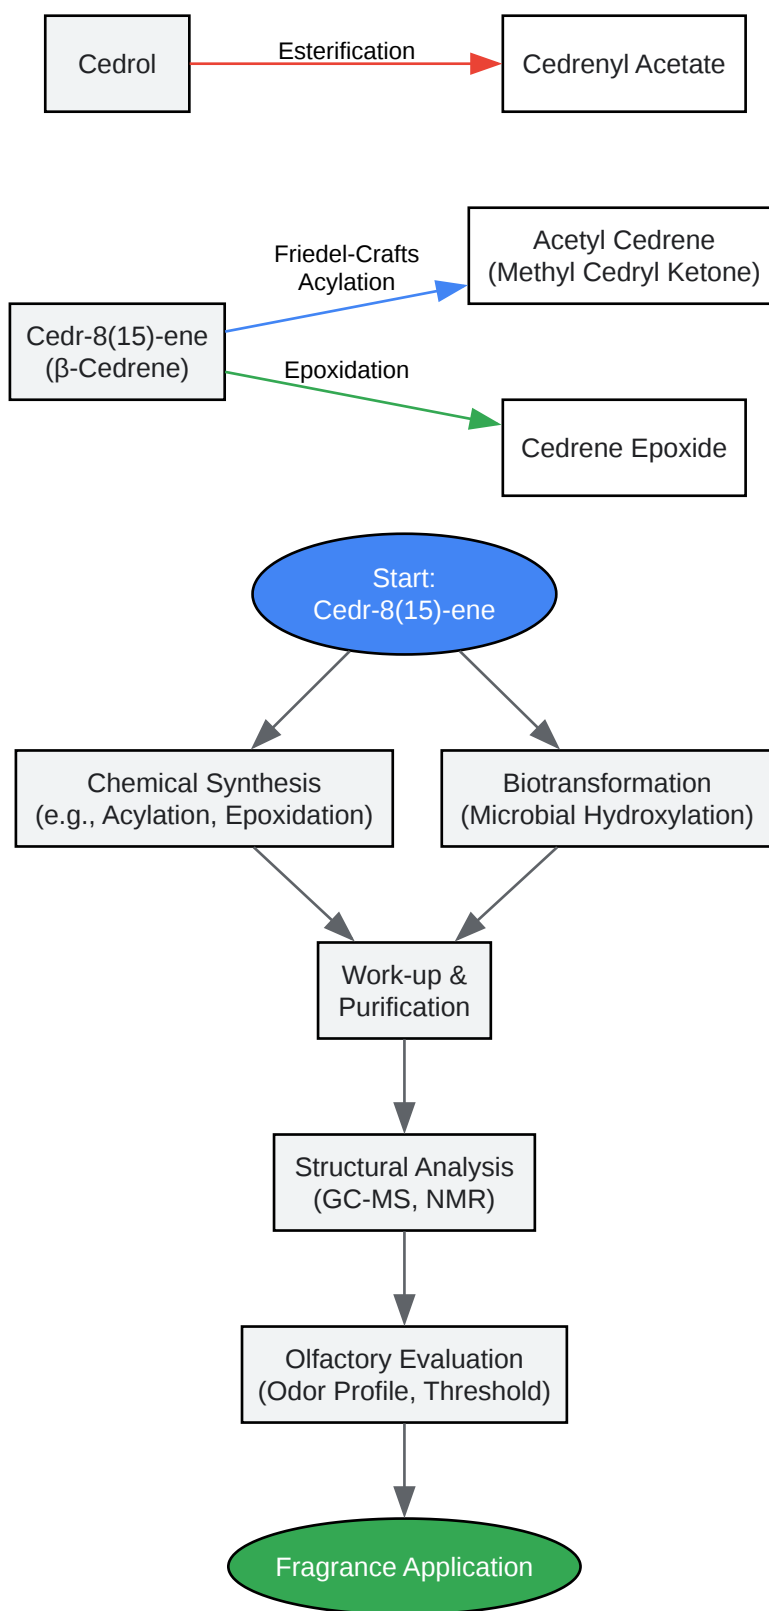 Cedrol
Esterification
Cedrenyl Acetate
Friedel-Crafts
Acylation
Acetyl Cedrene
(Methyl Cedryl Ketone)
Cedr-8(15)-ene
(β-Cedrene)
Epoxidation
Cedrene Epoxide
Start:
Cedr-8(15)-ene
Chemical Synthesis
(e.g., Acylation, Epoxidation)
Biotransformation
(Microbial Hydroxylation)
Work-up &
Purification
Structural Analysis
(GC-MS, NMR)
Olfactory Evaluation
(Odor Profile, Threshold)
Fragrance Application